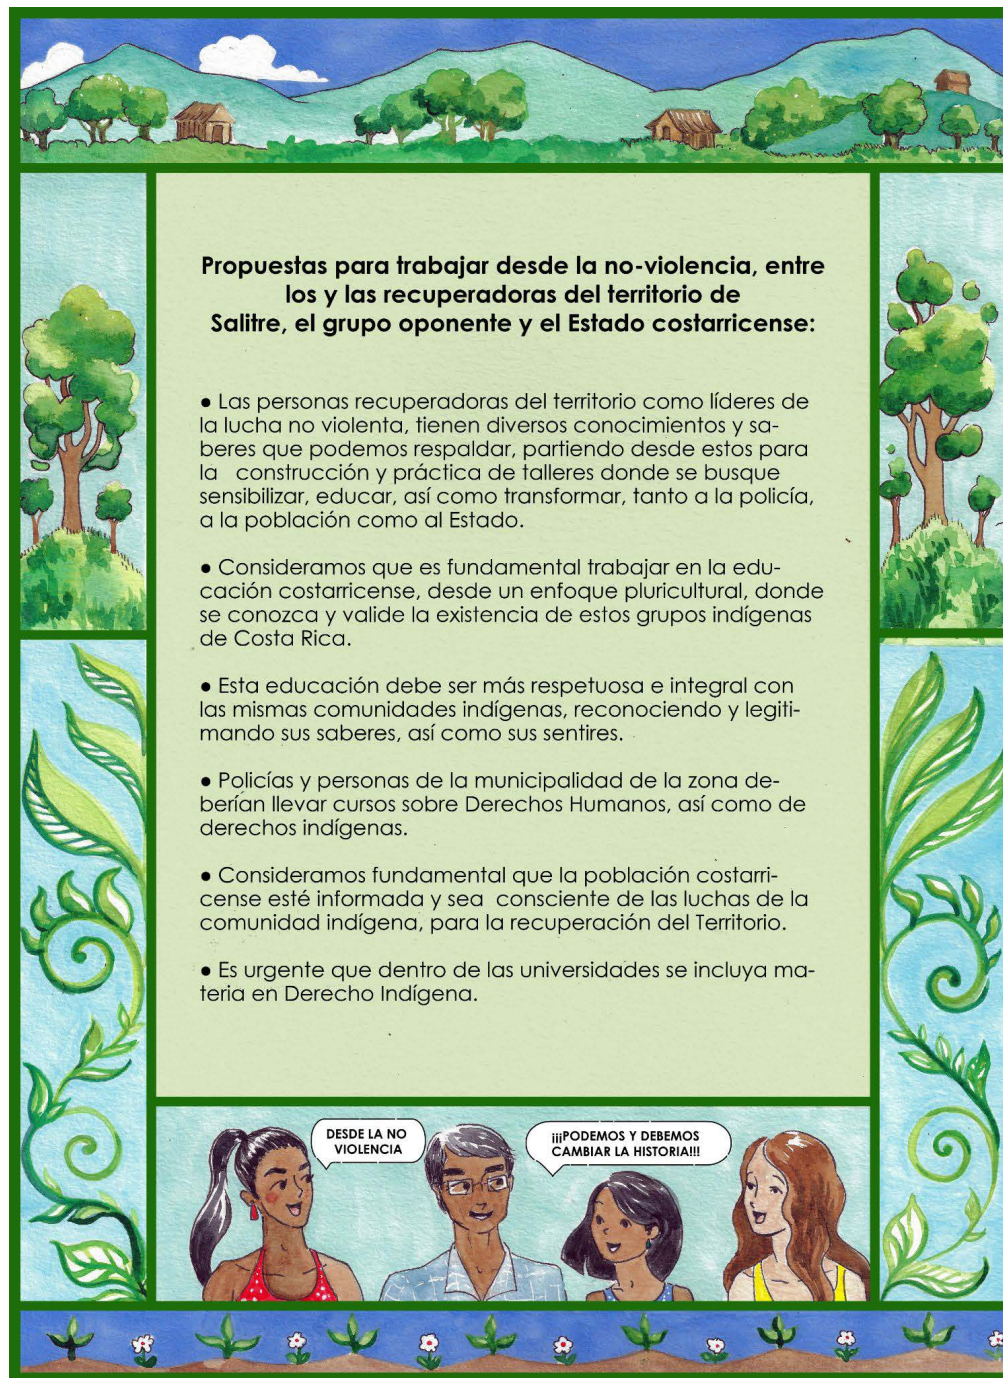 Propuestas para trabajar desde la no-violencia, entre
los y las recuperadoras del territorio de
Salitre, el grupo oponente y el Estado costarricense:
● Las personas recuperadoras del territorio como líderes de
la lucha no violenta, tienen diversos conocimientos y sa-
beres que podemos respaldar, partiendo desde estos para
la construcción y práctica de talleres donde se busque
sensibilizar, educar, así como transformar, tanto a la policía,
a la población como al Estado.
● Consideramos que es fundamental trabajar en la edu-
cación costarricense, desde un enfoque pluricultural, donde
se conozca y valide la existencia de estos grupos indígenas
de Costa Rica.
● Esta educación debe ser más respetuosa e integral con
las mismas comunidades indígenas, reconociendo y legiti-
mando sus saberes, así como sus sentires.
● Policías y personas de la municipalidad de la zona de-
berían llevar cursos sobre Derechos Humanos, así como de
derechos indígenas.
● Consideramos fundamental que la población costarri-
cense esté informada y sea consciente de las luchas de la
comunidad indígena, para la recuperación del Territorio.
● Es urgente que dentro de las universidades se incluya ma-
teria en Derecho Indígena.
DESDE LA NO
VIOLENCIA
¡¡¡PODEMOS Y DEBEMOS
CAMBIAR LA HISTORIA!!!